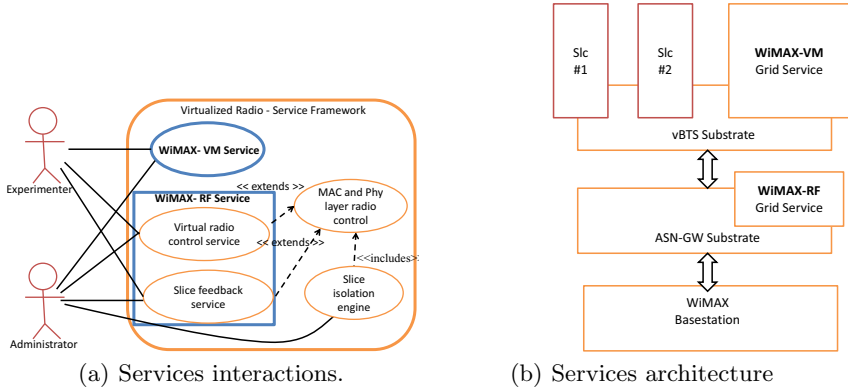 Virtualized Radio - Service Framework
WiMAX- VM Service
Experimenter
<< extends >>
WiMAX- RF Service
MAC and Phy
layer radio
control
Virtual radio
control service
<< extends >>
<<includes>
Slice feedback
service
Slice
isolation
engine
Administrator
(a) Services interactions.
Slc
#1
Slc
#2
WiMAX-VM
Grid Service
vBTS Substrate
WiMAX-RF
Grid Service
ASN-GW Substrate
WiMAX
Basestation
(b) Services architecture